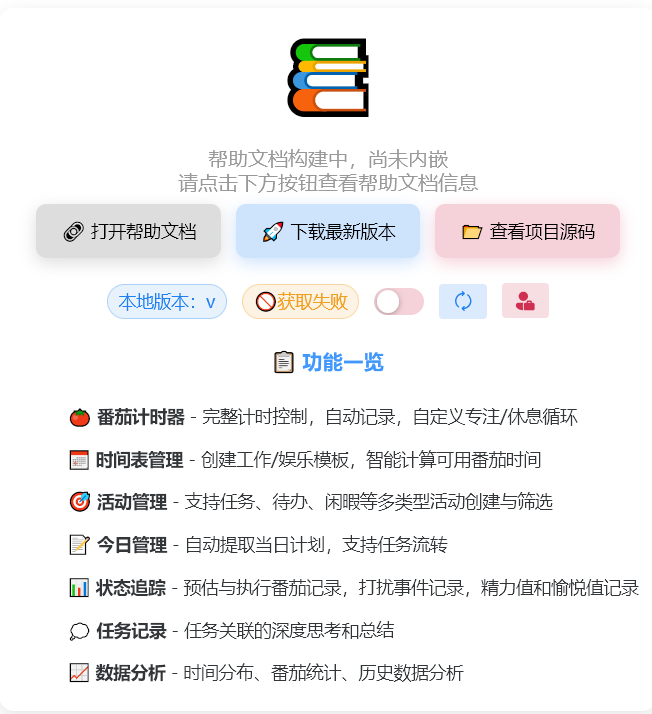 帮助文档构建中，尚未内嵌
请点击下方按钮查看帮助文档信息
打开帮助文档 下载最新版本 查看项目源码
本地版本：v 获取失败
功能一览
番茄计时器 - 完整计时控制，自动记录，自定义专注/休息循环
时间表管理 - 创建工作/娱乐模板，智能计算可用番茄时间
活动管理 - 支持任务、待办、闲暇等多类型活动创建与筛选
今日管理 - 自动提取当日计划，支持任务流转
状态追踪 - 预估与执行番茄记录，打扰事件记录，精力值和愉悦值记录
任务记录 - 任务关联的深度思考和总结
数据分析 - 时间分布、番茄统计、历史数据分析